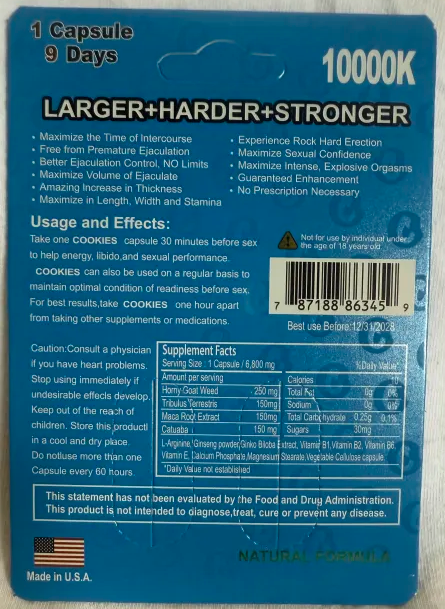 1 Capsule
9 Days
10000K
LARGER+HARDER+STRONGER
• Maximize the Time of Intercourse
• Free from Premature Ejaculation
• Better Ejaculation Control, NO Limits
• Maximize Volume of Ejaculate
• Amazing Increase in Thickness
• Maximize in Length, Width and Stamina
• Experience Rock Hard Erection
• Maximize Sexual Confidence
• Maximize Intense, Explosive Orgasms
• Guaranteed Enhancement
• No Prescription Necessary
Usage and Effects:
Take one COOKIES capsule 30 minutes before sex
to help energy, libido,and sexual performance.
COOKIES can also be used on a regular basis to
maintain optimal condition of readiness before sex.
For best results,take COOKIES one hour apart
from taking other supplements or medications.
Not for use by individual under
the age of 18 years old.
7 87188 86345 9
Best use Before:12/31/2028
Caution:Consult a physician
if you have heart problems.
Stop using immediately if
undesirable effects develop.
Keep out of the reach of
children. Store this productl
in a cool and dry place.
Do notluse more than one
Capsule every 60 hours.
Supplement Facts
Serving Size : 1 Capsule / 6,800 mg
%Daily Value*
Amount per serving
Horny Goat Weed 250 mg
Tribulus Terrestris 150mg
Maca Root Extract 150mg
Catuaba 150 mg
Calories 10
Total Fat 0g 0%
Sodium 0g 0%
Total Carbohydrate 0.25g 0.1%
Sugars 30mg
L-Arginine,Ginseng powder,Ginko Biloba Extract, Vitamin B1,Vitamin B2, Vitamin B6,
Vitamin E, Calcium Phosphate,Magnesium Stearate,Vegetable Cellulose capsule
*Daily Value not established
This statement has not been evaluated by the Food and Drug Administration.
This product is not intended to diagnose,treat, cure or prevent any disease.
NATURAL FORMULA
Made in U.S.A.